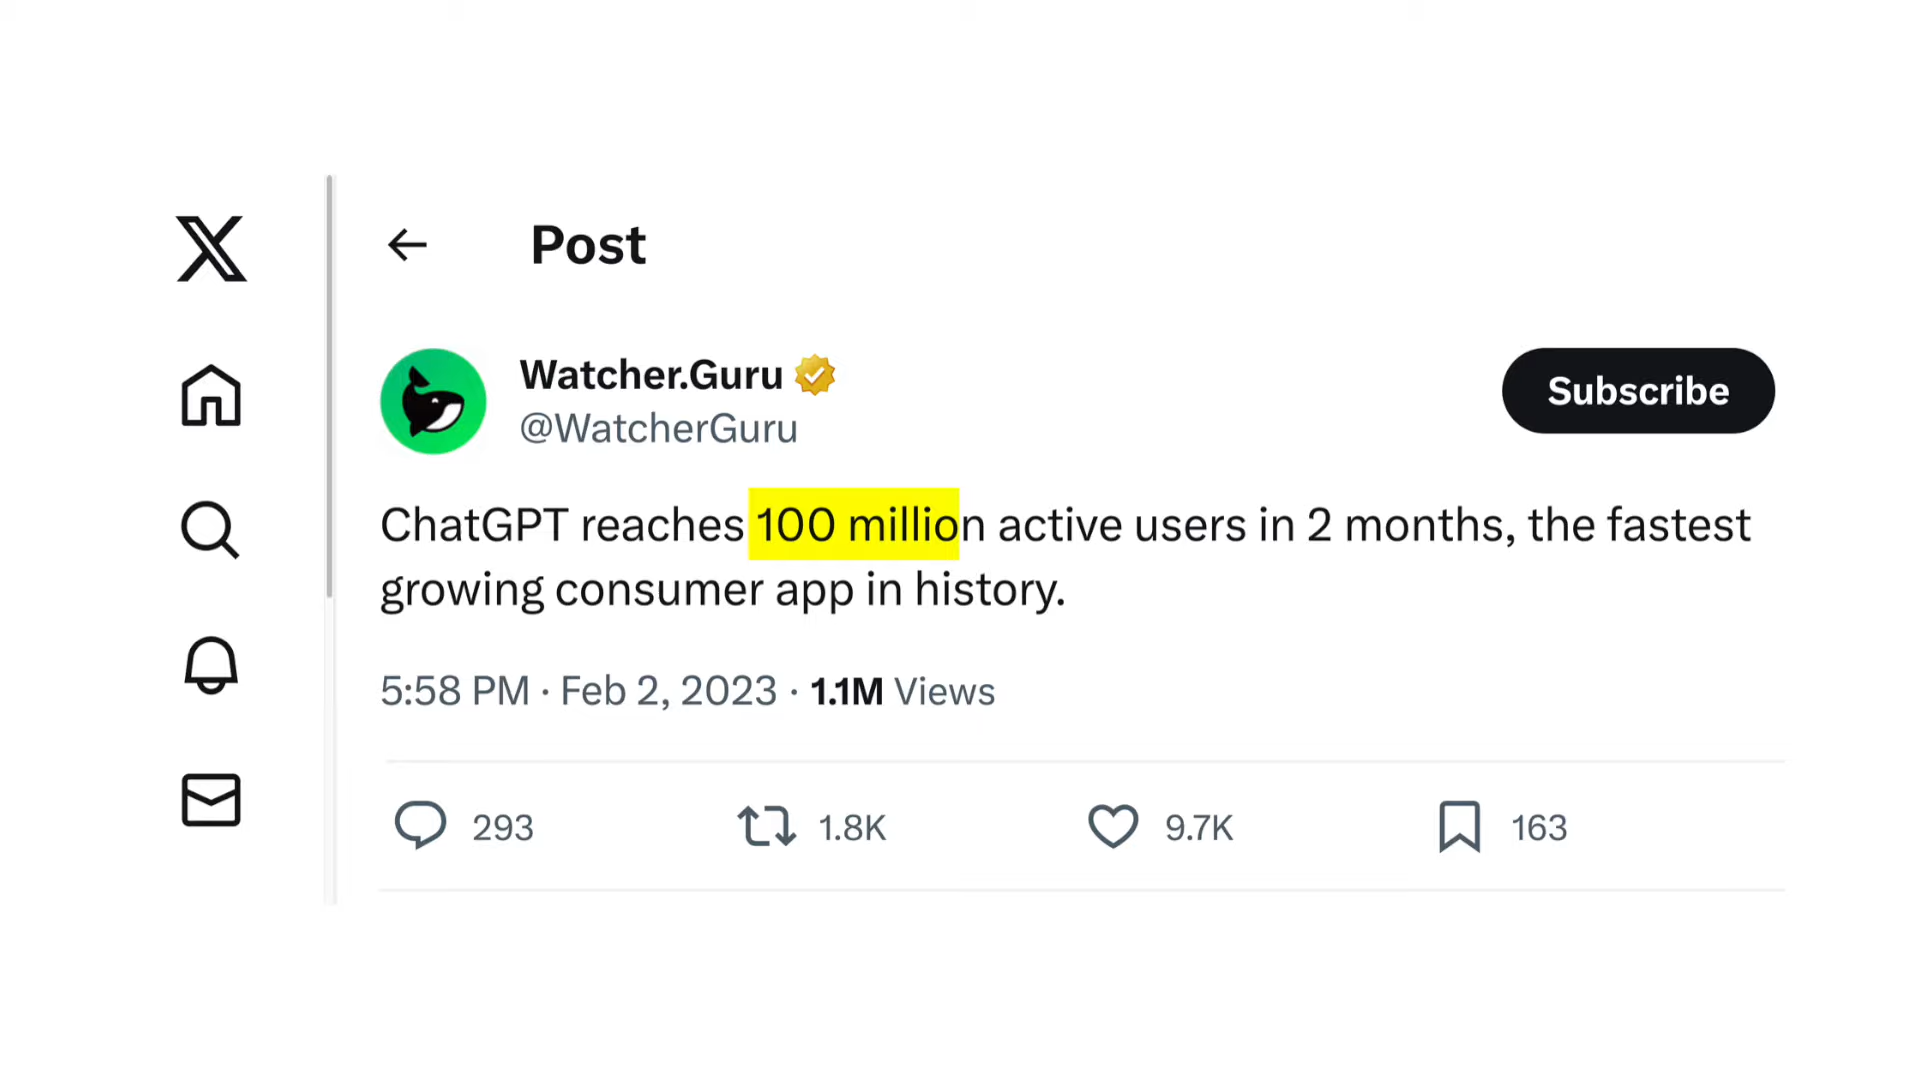 Post
Watcher.Guru
@WatcherGuru
Subscribe
ChatGPT reaches 100 million active users in 2 months, the fastest
growing consumer app in history.
5:58 PM · Feb 2, 2023 · 1.1M Views
293 1.8K 9.7K 163